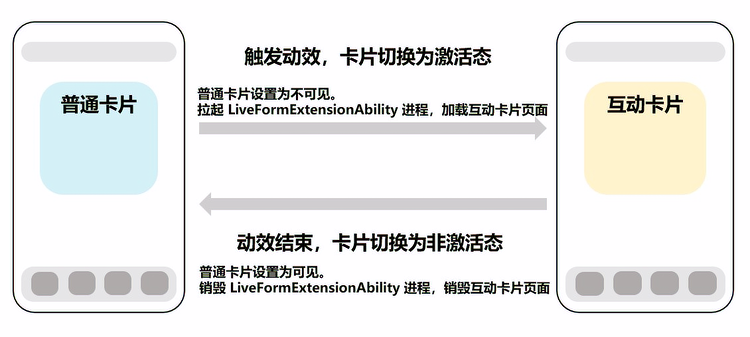 触发动效，卡片切换为激活态
普通卡片
普通卡片设置为不可见。
拉起 LiveFormExtensionAbility 进程，加载互动卡片页面
互动卡片
动效结束，卡片切换为非激活态
普通卡片设置为可见。
销毁 LiveFormExtensionAbility 进程，销毁互动卡片页面